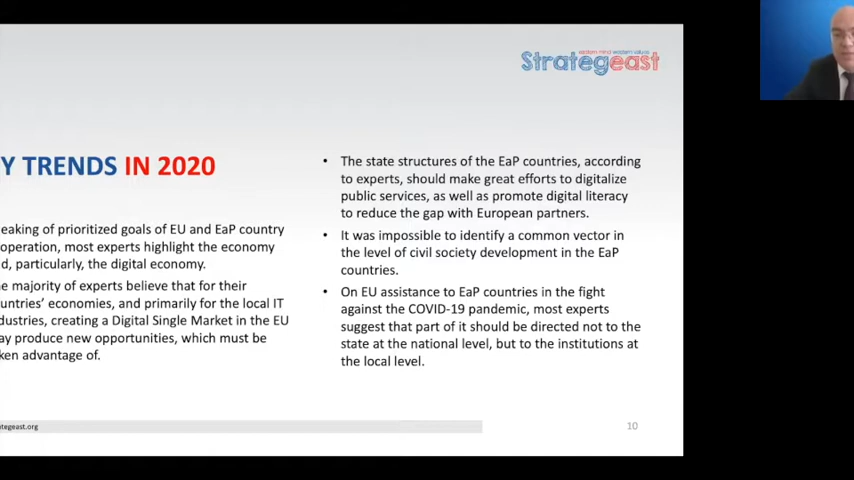 eastern mind western values
Strategeast
Y TRENDS IN 2020
eaking of prioritized goals of EU and EaP country
operation, most experts highlight the economy
d, particularly, the digital economy.
e majority of experts believe that for their
untries' economies, and primarily for the local IT
dustries, creating a Digital Single Market in the EU
ay produce new opportunities, which must be
ken advantage of.
• The state structures of the EaP countries, according
to experts, should make great efforts to digitalize
public services, as well as promote digital literacy
to reduce the gap with European partners.
• It was impossible to identify a common vector in
the level of civil society development in the EaP
countries.
• On EU assistance to EaP countries in the fight
against the COVID-19 pandemic, most experts
suggest that part of it should be directed not to the
state at the national level, but to the institutions at
the local level.
ategeast.org
10